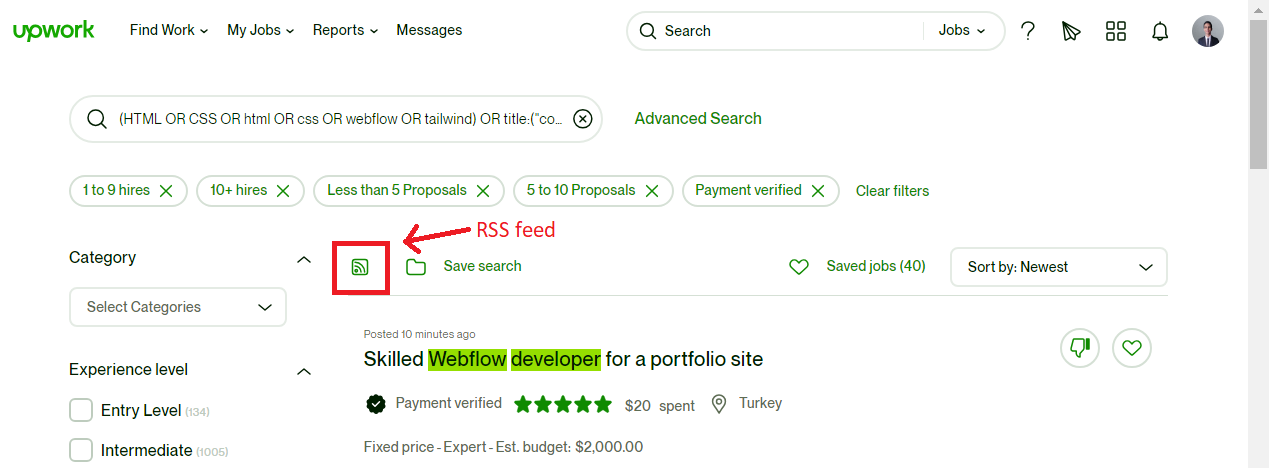 upwork Find Work My Jobs Reports Messages Search Jobs
(HTML OR CSS OR html OR css OR webflow OR tailwind) OR title:("co... Advanced Search
1 to 9 hires 10+ hires Less than 5 Proposals 5 to 10 Proposals Payment verified Clear filters
RSS feed
Category
Save search Saved jobs (40) Sort by: Newest
Select Categories
Experience level
Entry Level (134)
Intermediate (1005)
Posted 10 minutes ago
Skilled Webflow developer for a portfolio site
Payment verified $20 spent Turkey
Fixed price - Expert - Est. budget: $2,000.00